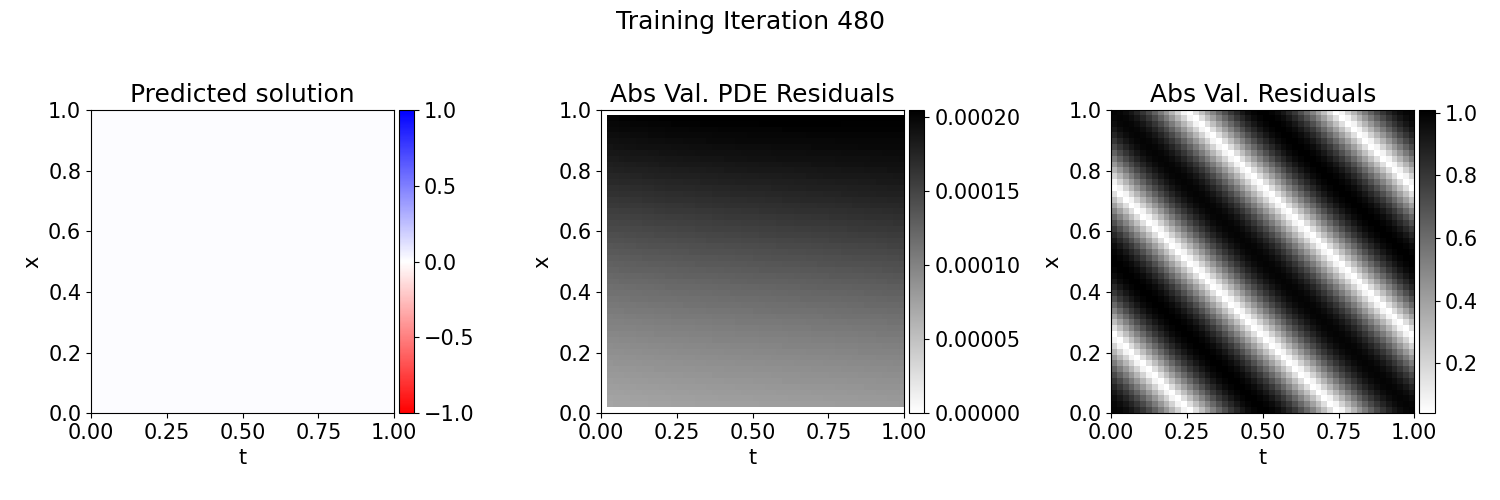 Training Iteration 480
Predicted solution
1.0
0.8
0.6
0.4
0.2
0.0
x
0.00 0.25 0.50 0.75 1.00
t
1.0
0.5
0.0
−0.5
−1.0
Abs Val. PDE Residuals
1.0
0.8
0.6
0.4
0.2
0.0
x
0.00 0.25 0.50 0.75 1.00
t
0.00020
0.00015
0.00010
0.00005
0.00000
Abs Val. Residuals
1.0
0.8
0.6
0.4
0.2
0.0
x
0.00 0.25 0.50 0.75 1.00
t
1.0
0.8
0.6
0.4
0.2